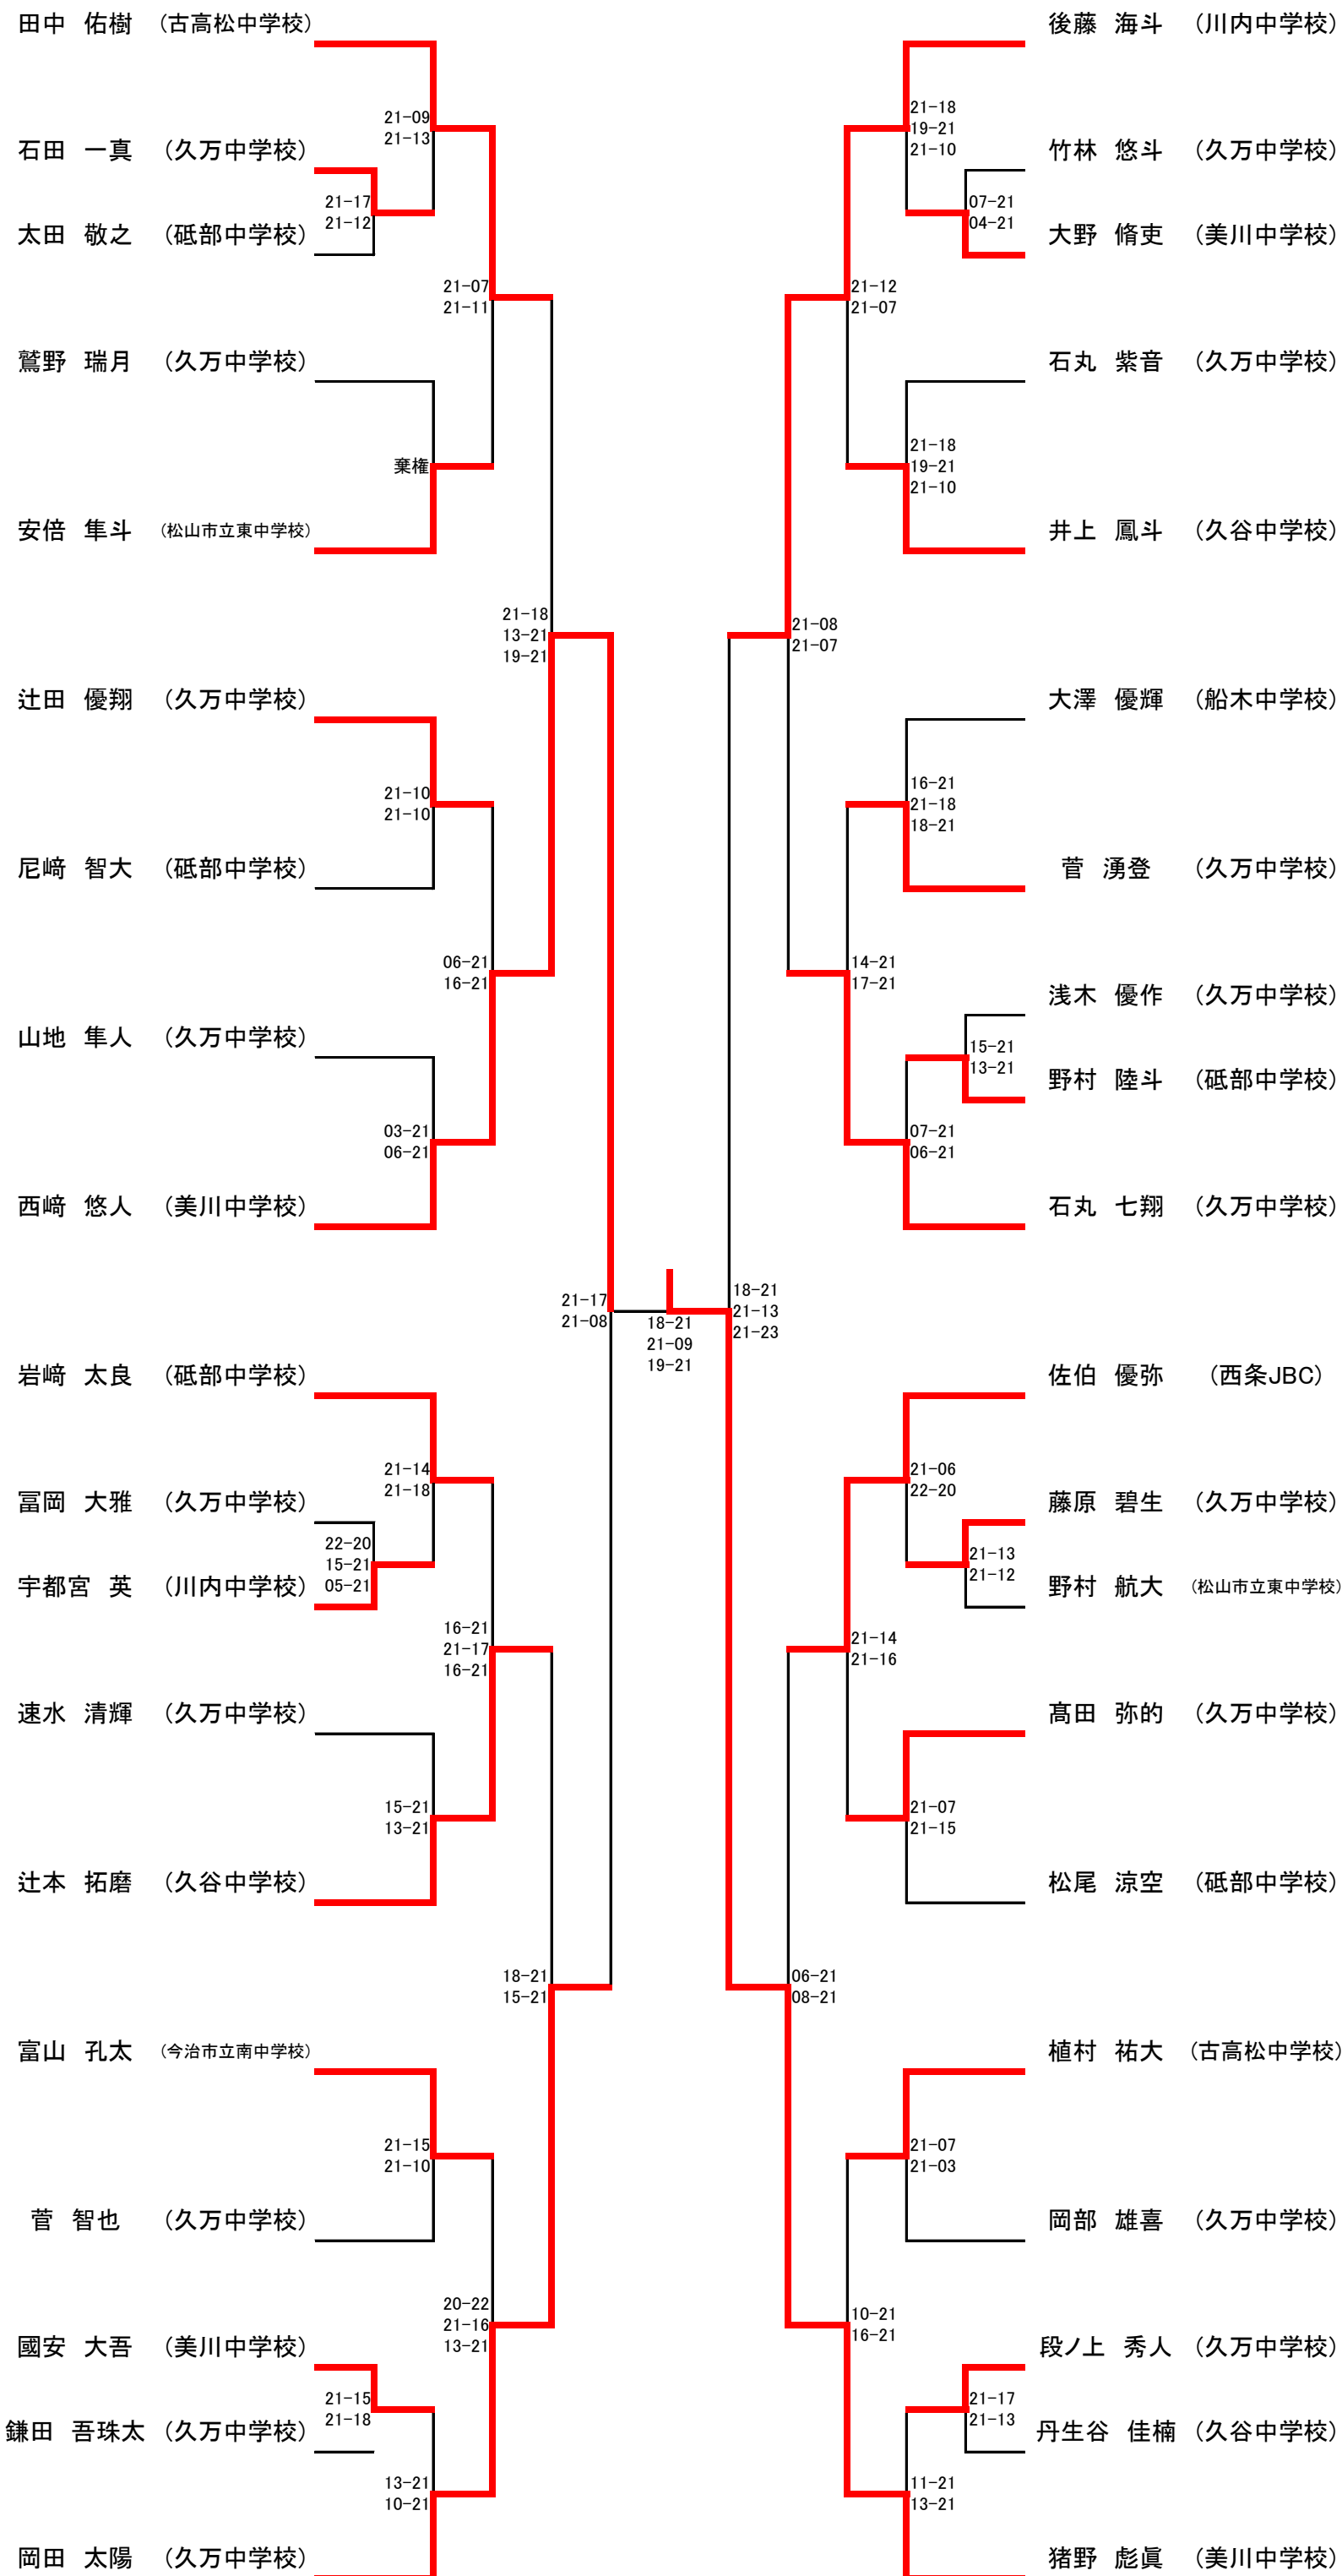 田中 佑樹 (古高松中学校)
21-09
21-13
石田 一真 (久万中学校)
21-17
21-12
太田 敬之 (砥部中学校)
21-07
21-11
鷲野 瑞月 (久万中学校)
棄権
安倍 隼斗 (松山市立東中学校)
21-18
13-21
19-21
辻田 優翔 (久万中学校)
21-10
21-10
尼﨑 智大 (砥部中学校)
06-21
16-21
山地 隼人 (久万中学校)
03-21
06-21
西﨑 悠人 (美川中学校)
21-17
21-08
岩﨑 太良 (砥部中学校)
21-14
21-18
冨岡 大雅 (久万中学校)
22-20
15-21
05-21
宇都宮 英 (川内中学校)
16-21
21-17
16-21
速水 清輝 (久万中学校)
15-21
13-21
辻本 拓磨 (久谷中学校)
18-21
15-21
富山 孔太 (今治市立南中学校)
21-15
21-10
菅 智也 (久万中学校)
20-22
21-16
13-21
國安 大吾 (美川中学校)
21-15
21-18
鎌田 吾珠太 (久万中学校)
13-21
10-21
岡田 太陽 (久万中学校)
18-21
21-09
19-21
後藤 海斗 (川内中学校)
21-18
19-21
21-10
竹林 悠斗 (久万中学校)
07-21
04-21
大野 脩吏 (美川中学校)
21-12
21-07
石丸 紫音 (久万中学校)
21-18
19-21
21-10
井上 鳳斗 (久谷中学校)
21-08
21-07
大澤 優輝 (船木中学校)
16-21
21-18
18-21
菅 湧登 (久万中学校)
14-21
17-21
浅木 優作 (久万中学校)
15-21
13-21
野村 陸斗 (砥部中学校)
07-21
06-21
石丸 七翔 (久万中学校)
18-21
21-13
21-23
佐伯 優弥 (西条JBC)
21-06
22-20
藤原 碧生 (久万中学校)
21-13
21-12
野村 航大 (松山市立東中学校)
21-14
21-16
髙田 弥的 (久万中学校)
21-07
21-15
松尾 涼空 (砥部中学校)
06-21
08-21
植村 祐大 (古高松中学校)
21-07
21-03
岡部 雄喜 (久万中学校)
10-21
16-21
段ノ上 秀人 (久万中学校)
21-17
21-13
丹生谷 佳楠 (久谷中学校)
11-21
13-21
猪野 彪眞 (美川中学校)